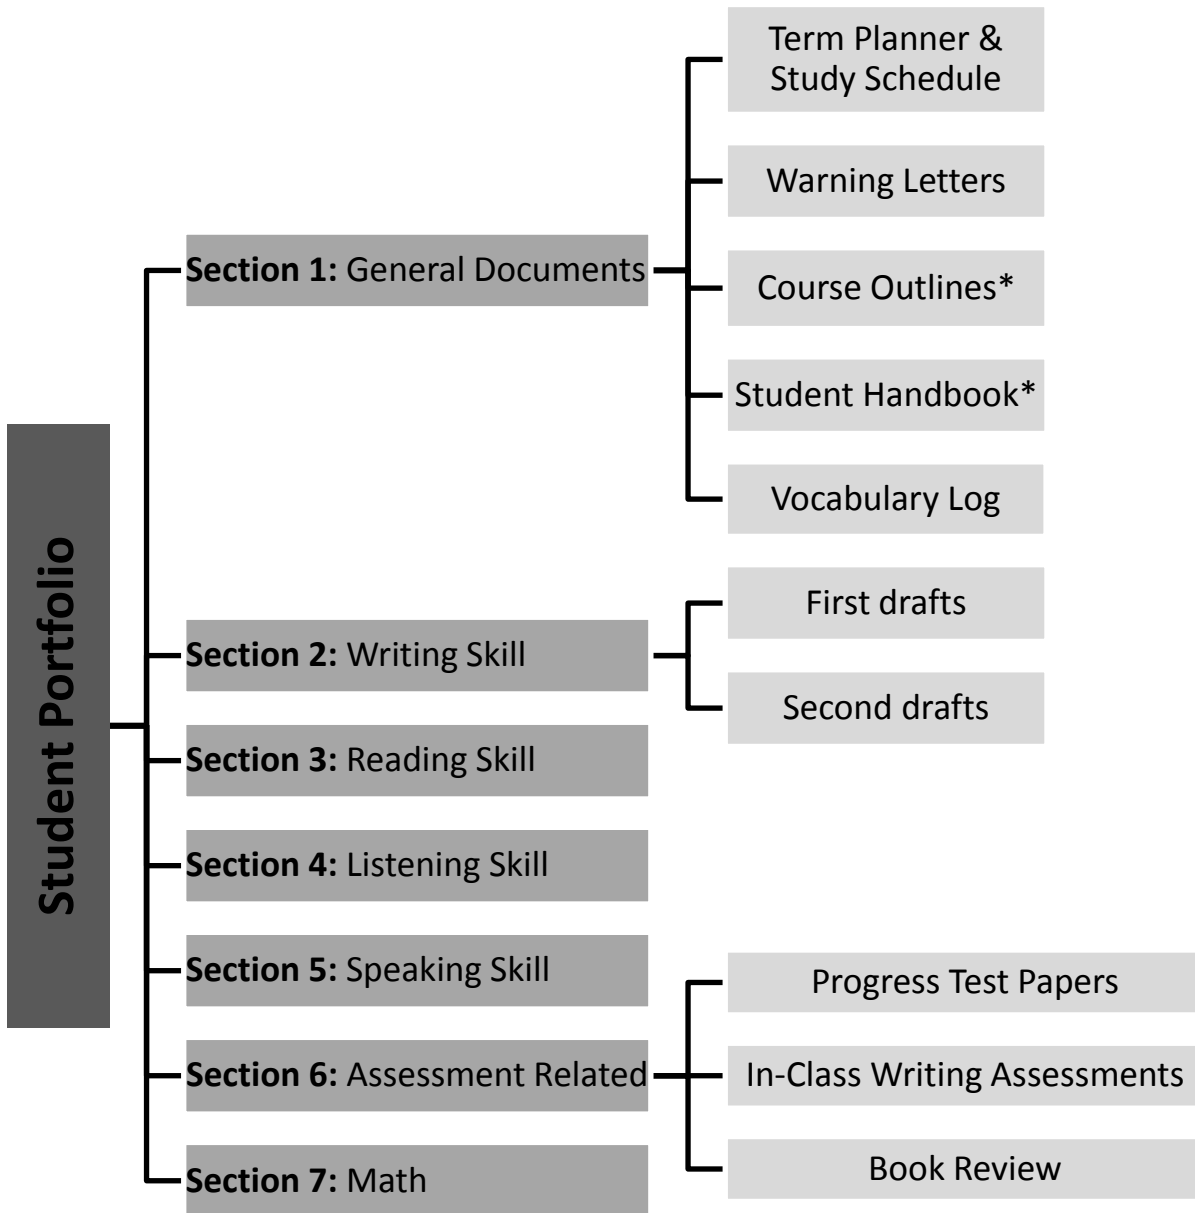 Student Portfolio
Section 1: General Documents
Term Planner &
Study Schedule
Warning Letters
Course Outlines*
Student Handbook*
Vocabulary Log
Section 2: Writing Skill
First drafts
Second drafts
Section 3: Reading Skill
Section 4: Listening Skill
Section 5: Speaking Skill
Section 6: Assessment Related
Progress Test Papers
In-Class Writing Assessments
Book Review
Section 7: Math